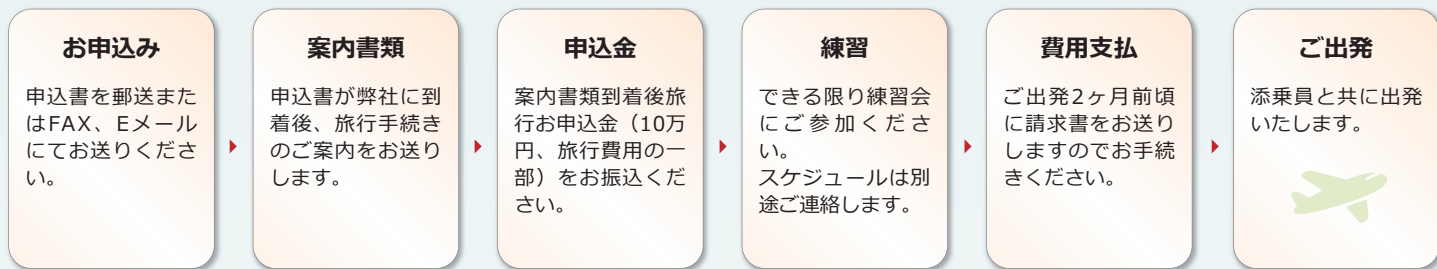 お申込み
申込書を郵送また
はFAX、Eメール
にてお送りくださ
い。
案内書類
申込書が弊社に到
着後、旅行手続き
のご案内をお送り
します。
申込金
案内書類到着後旅
行お申込金（10万
円、旅行費用の一
部）をお振込くだ
さい。
練習
できる限り練習会
にご参加くださ
い。
スケジュールは別
途ご連絡します。
費用支払
ご出発2ヶ月前頃
に請求書をお送り
しますのでお手続
きください。
ご出発
添乗員と共に出発
いたします。